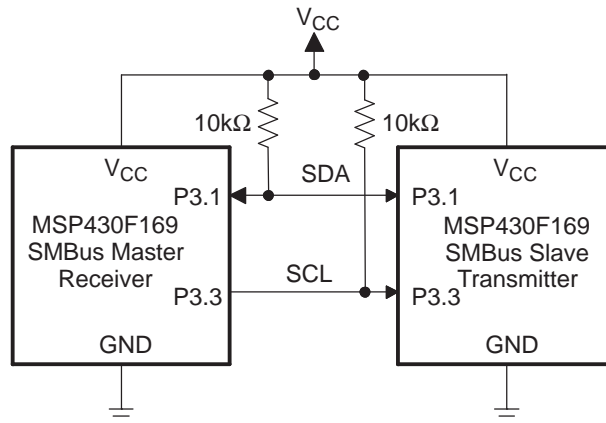 VCC
10kΩ 10kΩ
VCC
P3.1
SDA
P3.1
VCC
MSP430F169
SMBus Master
Receiver
MSP430F169
SMBus Slave
Transmitter
P3.3
SCL
P3.3
GND
GND